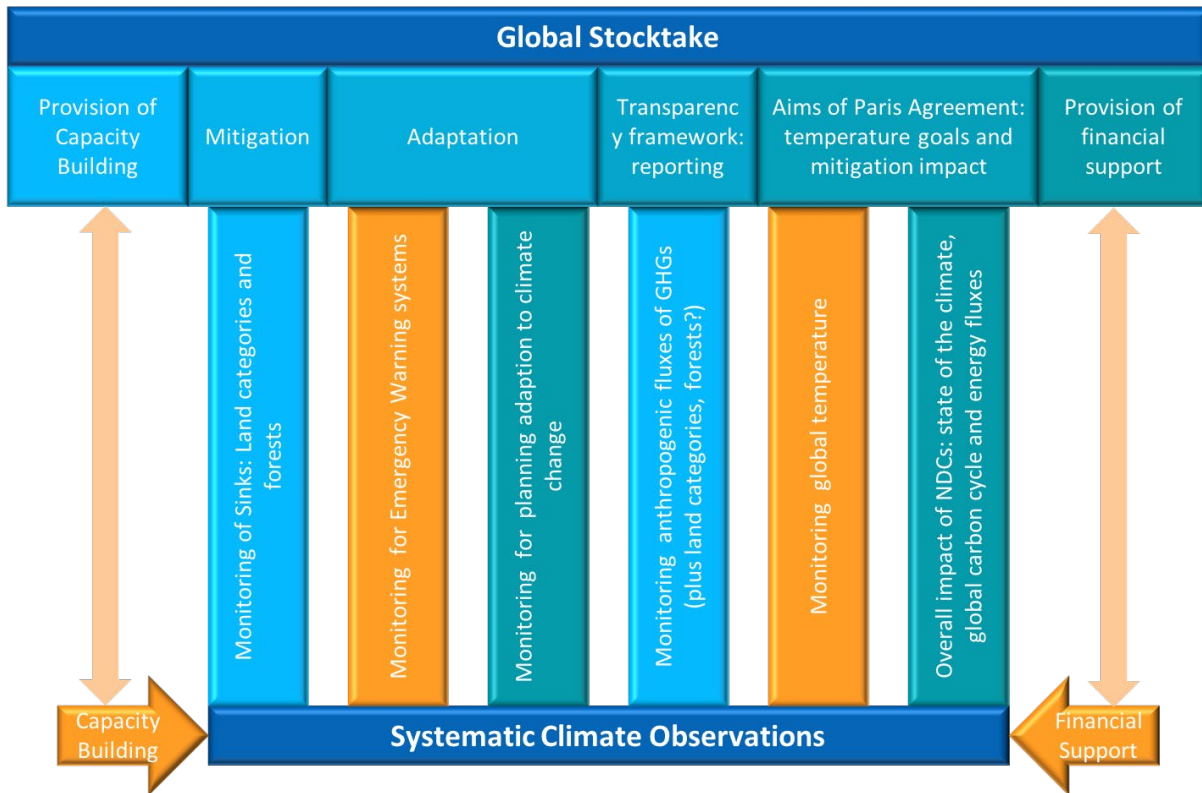 Global Stocktake
Provision of
Capacity
Building
Mitigation
Adaptation
Transparenc
y framework:
reporting
Aims of Paris Agreement:
temperature goals and
mitigation impact
Provision of
financial
support
Monitoring of Sinks: Land categories and
forests
Monitoring for Emergency Warning systems
Monitoring for planning adaption to climate
change
Monitoring anthropogenic fluxes of GHGs
(plus land categories, forests?)
Monitoring global temperature
Overall impact of NDCs: state of the climate,
global carbon cycle and energy fluxes
Capacity
Building
Systematic Climate Observations
Financial
Support